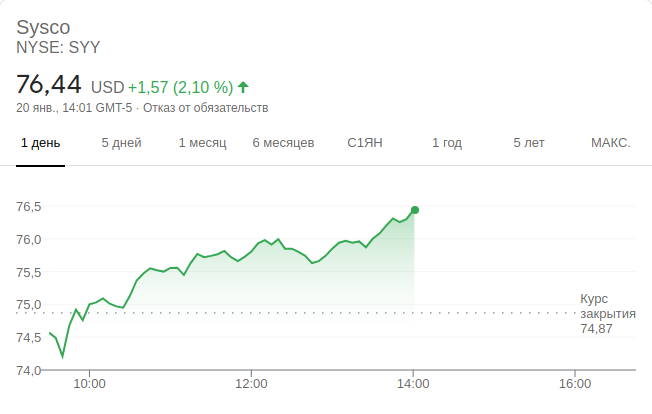 Sysco
NYSE: SYY
76,44 USD +1,57 (2,10 %)
20 янв., 14:01 GMT-5 · Отказ от обязательств
1 день 5 дней 1 месяц 6 месяцев С1ЯН 1 год 5 лет МАКС.
76,5
76,0
75,5
75,0
74,5
74,0
Курс
закрытия
74,87
10:00 12:00 14:00 16:00